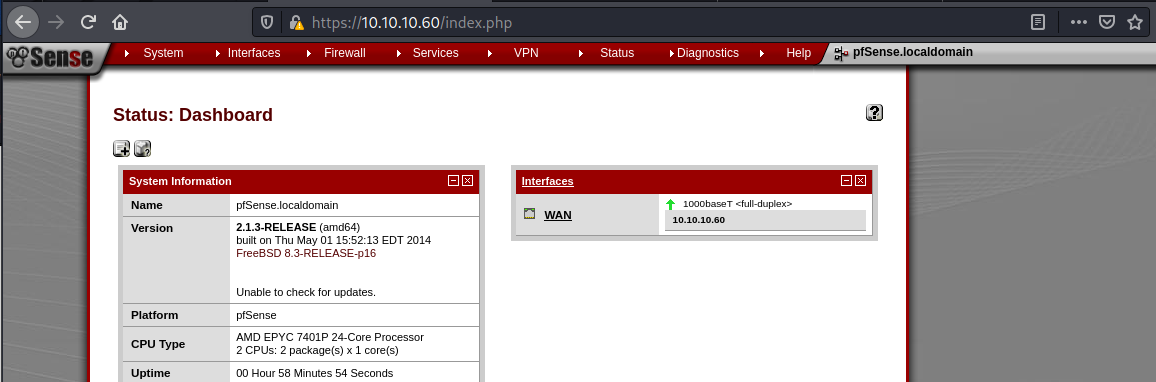 https://10.10.10.60/index.php
Sense System Interfaces Firewall Services VPN Status Diagnostics Help pfSense.localdomain
Status: Dashboard
System Information
Name pfSense.localdomain
Version 2.1.3-RELEASE (amd64)
built on Thu May 01 15:52:13 EDT 2014
FreeBSD 8.3-RELEASE-p16
Unable to check for updates.
Platform pfSense
CPU Type AMD EPYC 7401P 24-Core Processor
2 CPUs: 2 package(s) x 1 core(s)
Uptime 00 Hour 58 Minutes 54 Seconds
Interfaces
WAN 1000baseT <full-duplex>
10.10.10.60